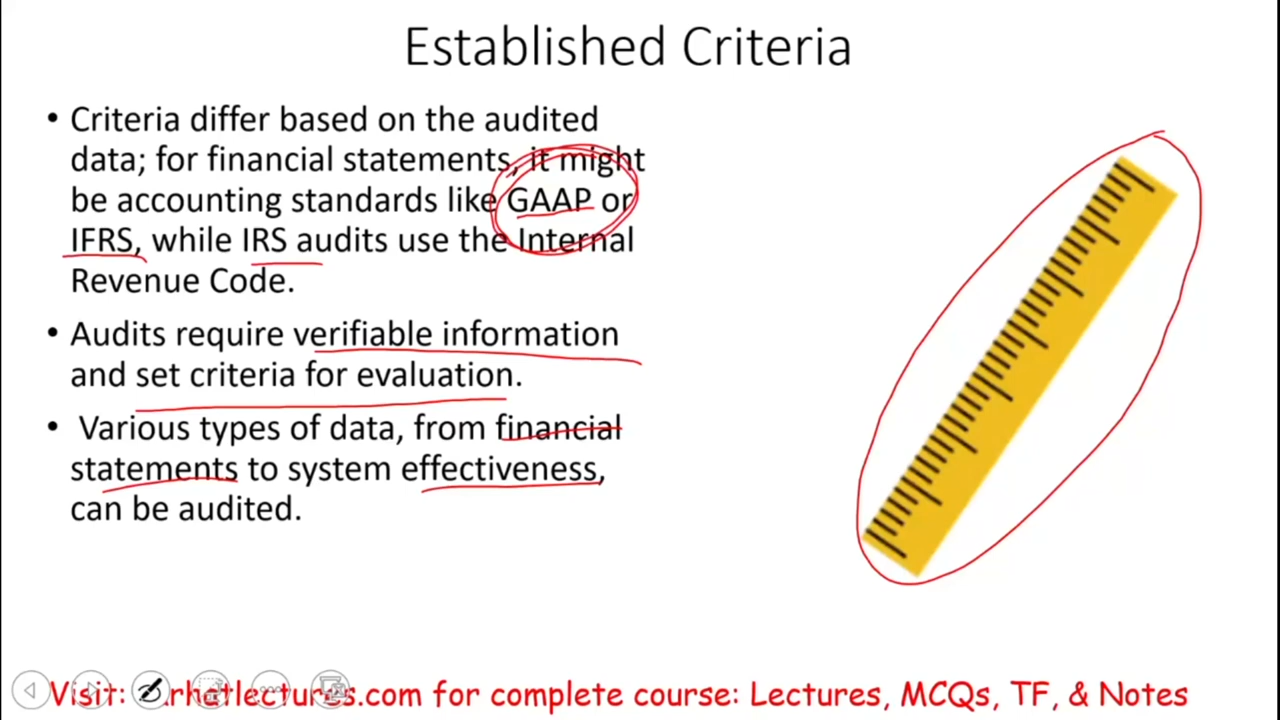 Established Criteria
• Criteria differ based on the audited
data; for financial statements, it might
be accounting standards like GAAP or
IFRS, while IRS audits use the Internal
Revenue Code.
• Audits require verifiable information
and set criteria for evaluation.
• Various types of data, from financial
statements to system effectiveness,
can be audited.
Visit: farhatlectures.com for complete course: Lectures, MCQs, TF, & Notes